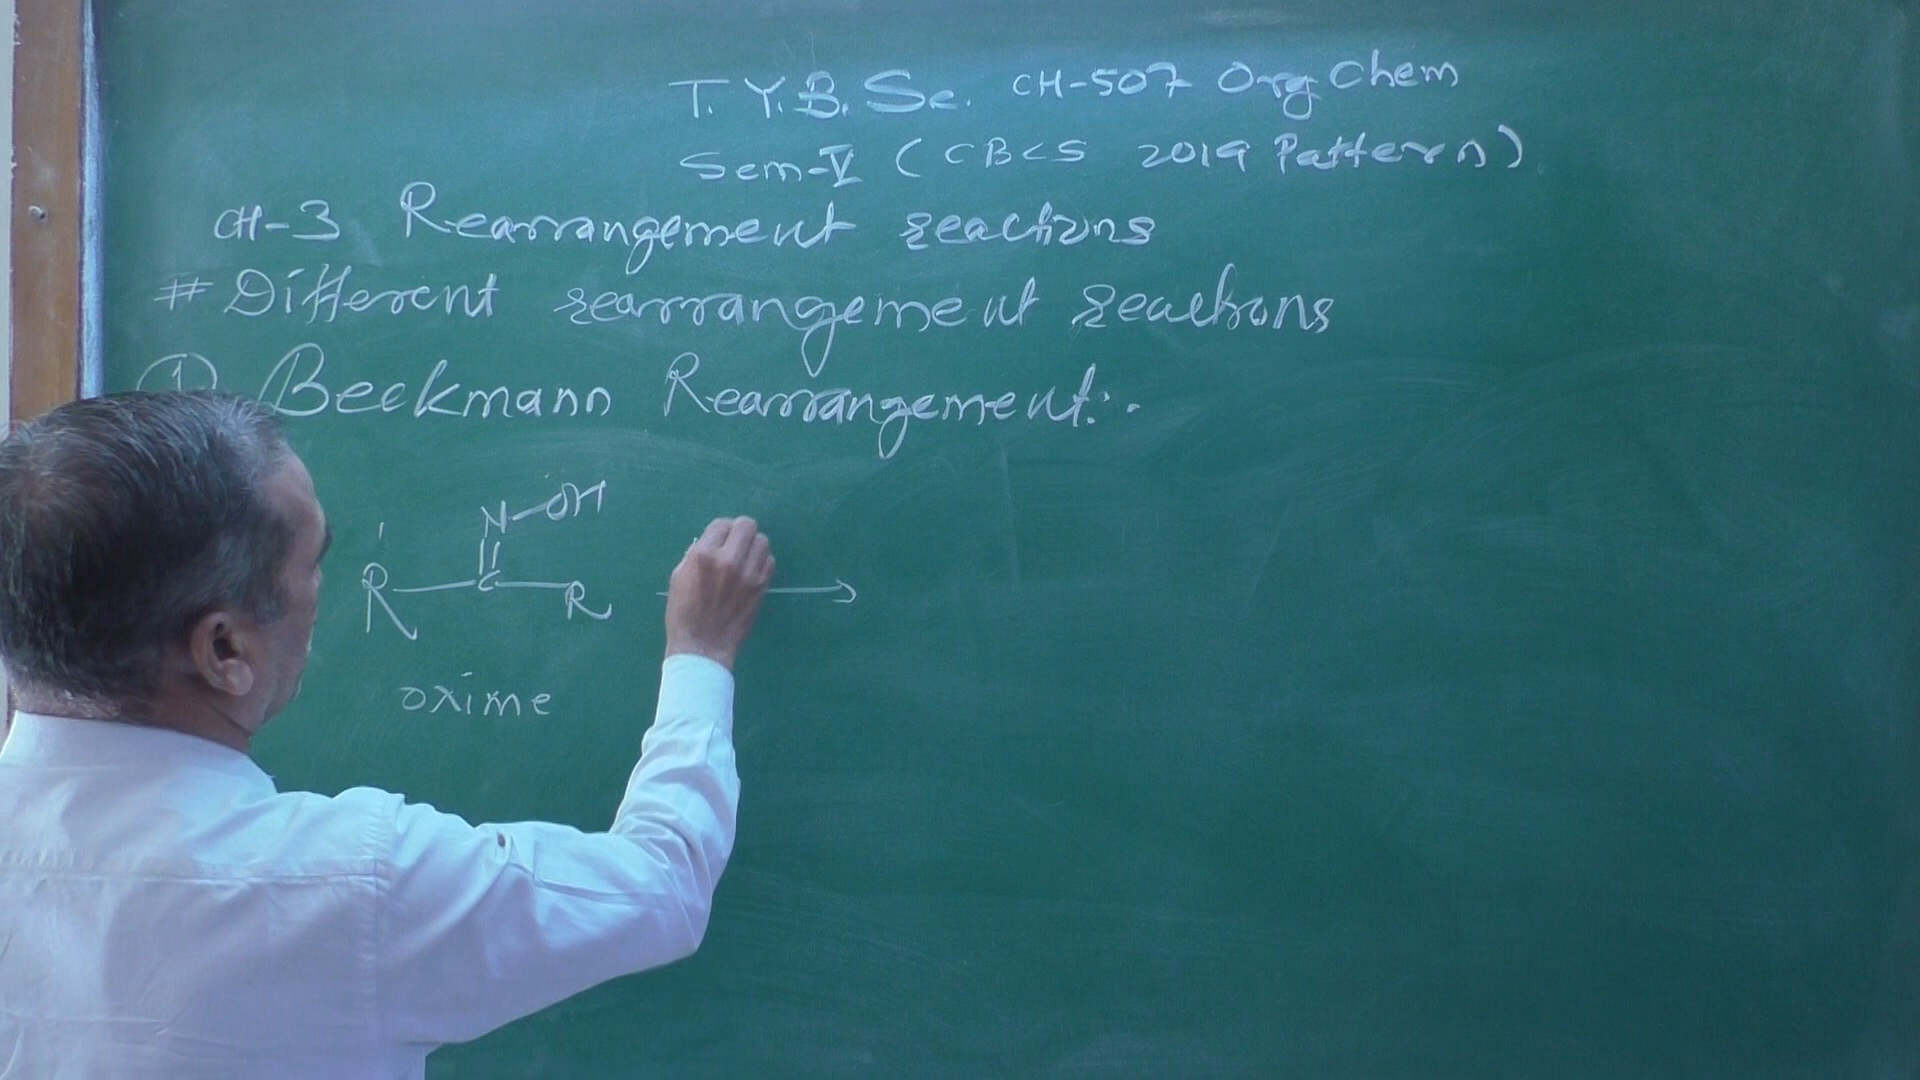 T.Y.B.Sc. CH-507 Org Chem
Sem-V (CBCS 2019 Pattern)
CH-3 Rearrangement reactions
# Different rearrangement reactions
① Beckmann Rearrangement:-
N-OH
R' C R
oxime